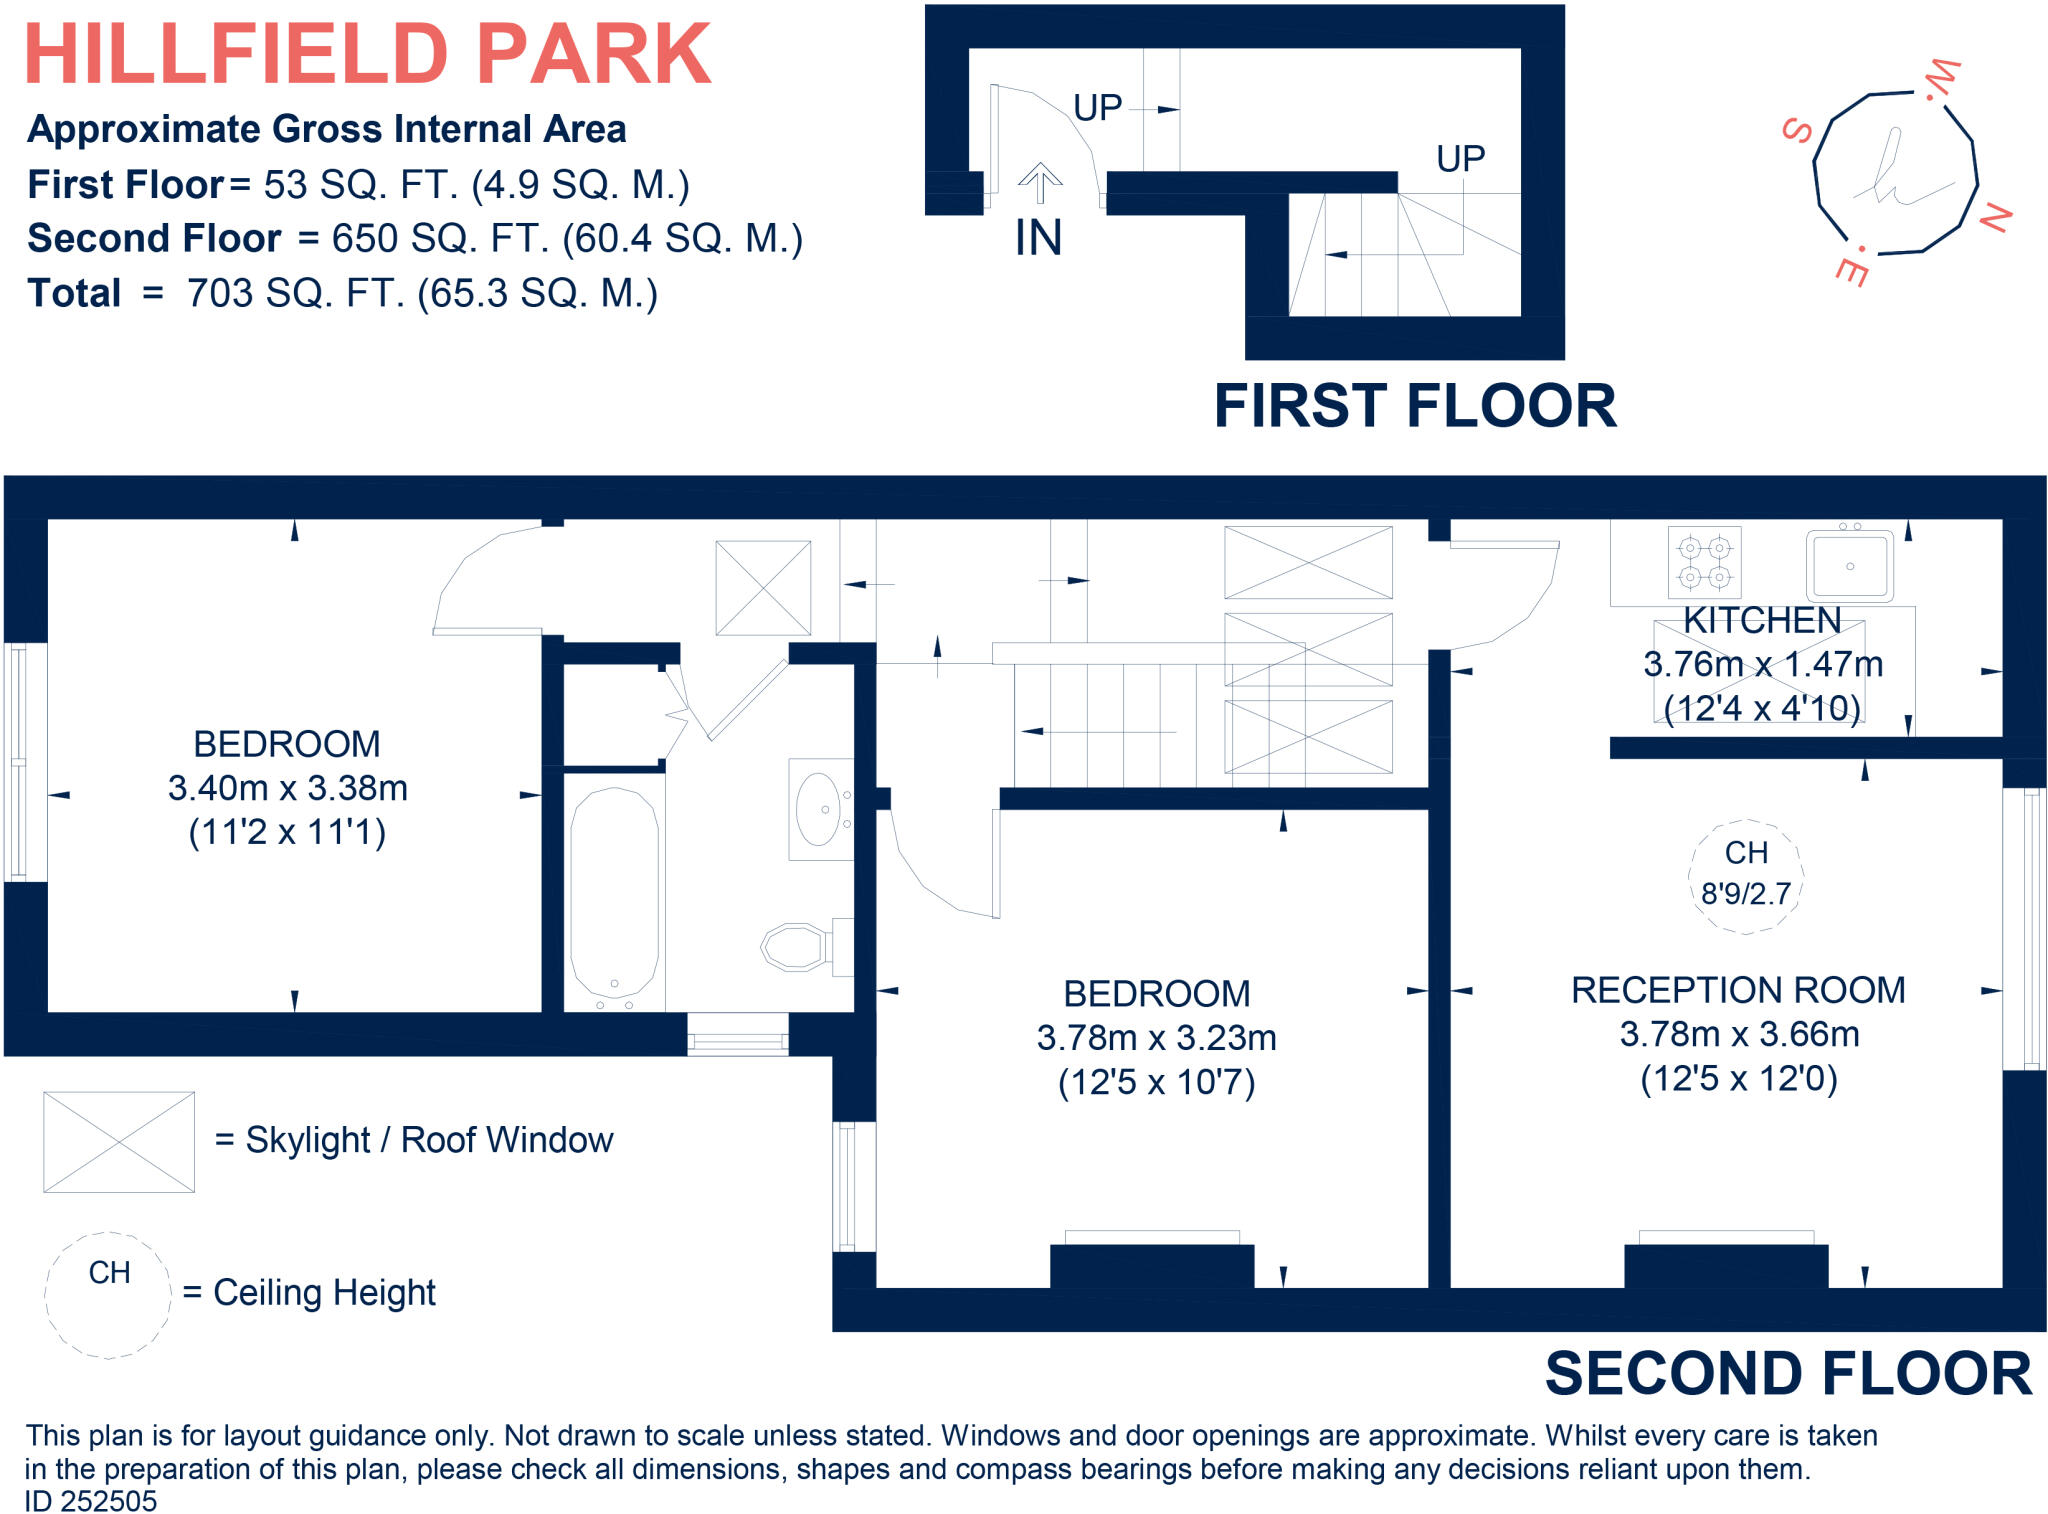 HILLFIELD PARK
Approximate Gross Internal Area
First Floor = 53 SQ. FT. (4.9 SQ. M.)
Second Floor = 650 SQ. FT. (60.4 SQ. M.)
Total = 703 SQ. FT. (65.3 SQ. M.)
UP
UP
IN
FIRST FLOOR
W
S
N
E
KITCHEN
3.76m x 1.47m
(12'4 x 4'10)
BEDROOM
3.40m x 3.38m
(11'2 x 11'1)
CH
8'9/2.7
BEDROOM
3.78m x 3.23m
(12'5 x 10'7)
RECEPTION ROOM
3.78m x 3.66m
(12'5 x 12'0)
= Skylight / Roof Window
CH
= Ceiling Height
SECOND FLOOR
This plan is for layout guidance only. Not drawn to scale unless stated. Windows and door openings are approximate. Whilst every care is taken
in the preparation of this plan, please check all dimensions, shapes and compass bearings before making any decisions reliant upon them.
ID 252505